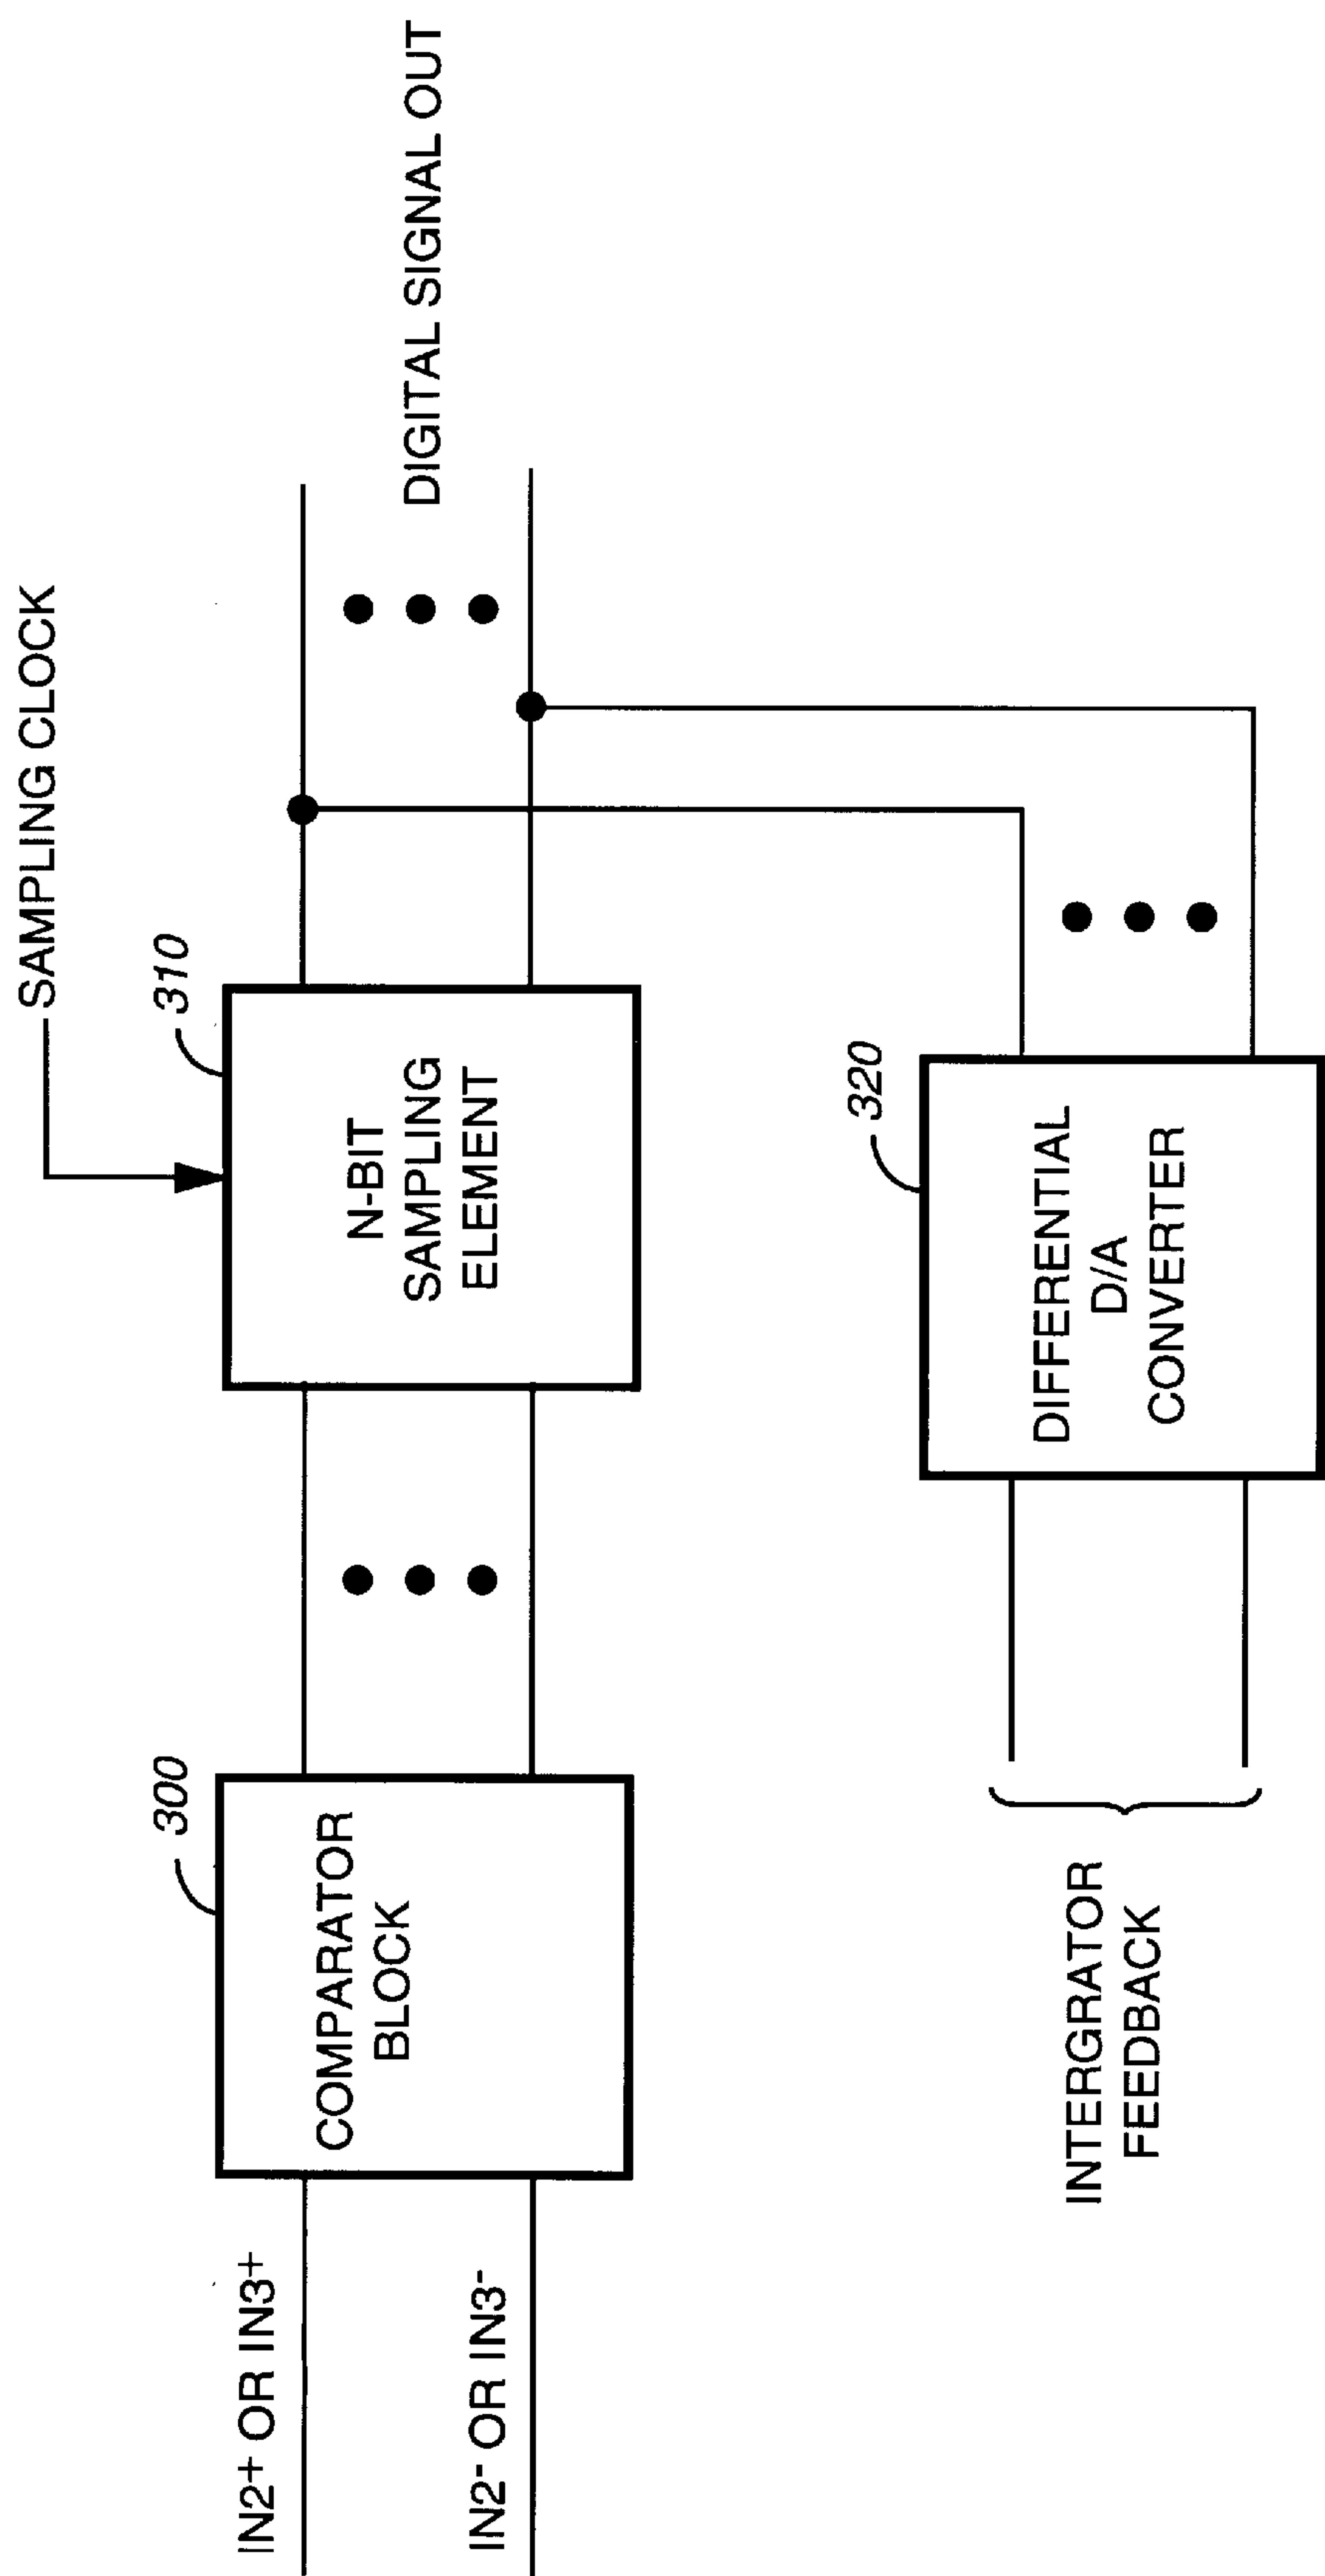 SAMPLING CLOCK
300
310
IN2+ OR IN3+
COMPARATOR
BLOCK
N-BIT
SAMPLING
ELEMENT
DIGITAL SIGNAL OUT
IN2- OR IN3-
320
INTERGRATOR
FEEDBACK
DIFFERENTIAL
D/A
CONVERTER